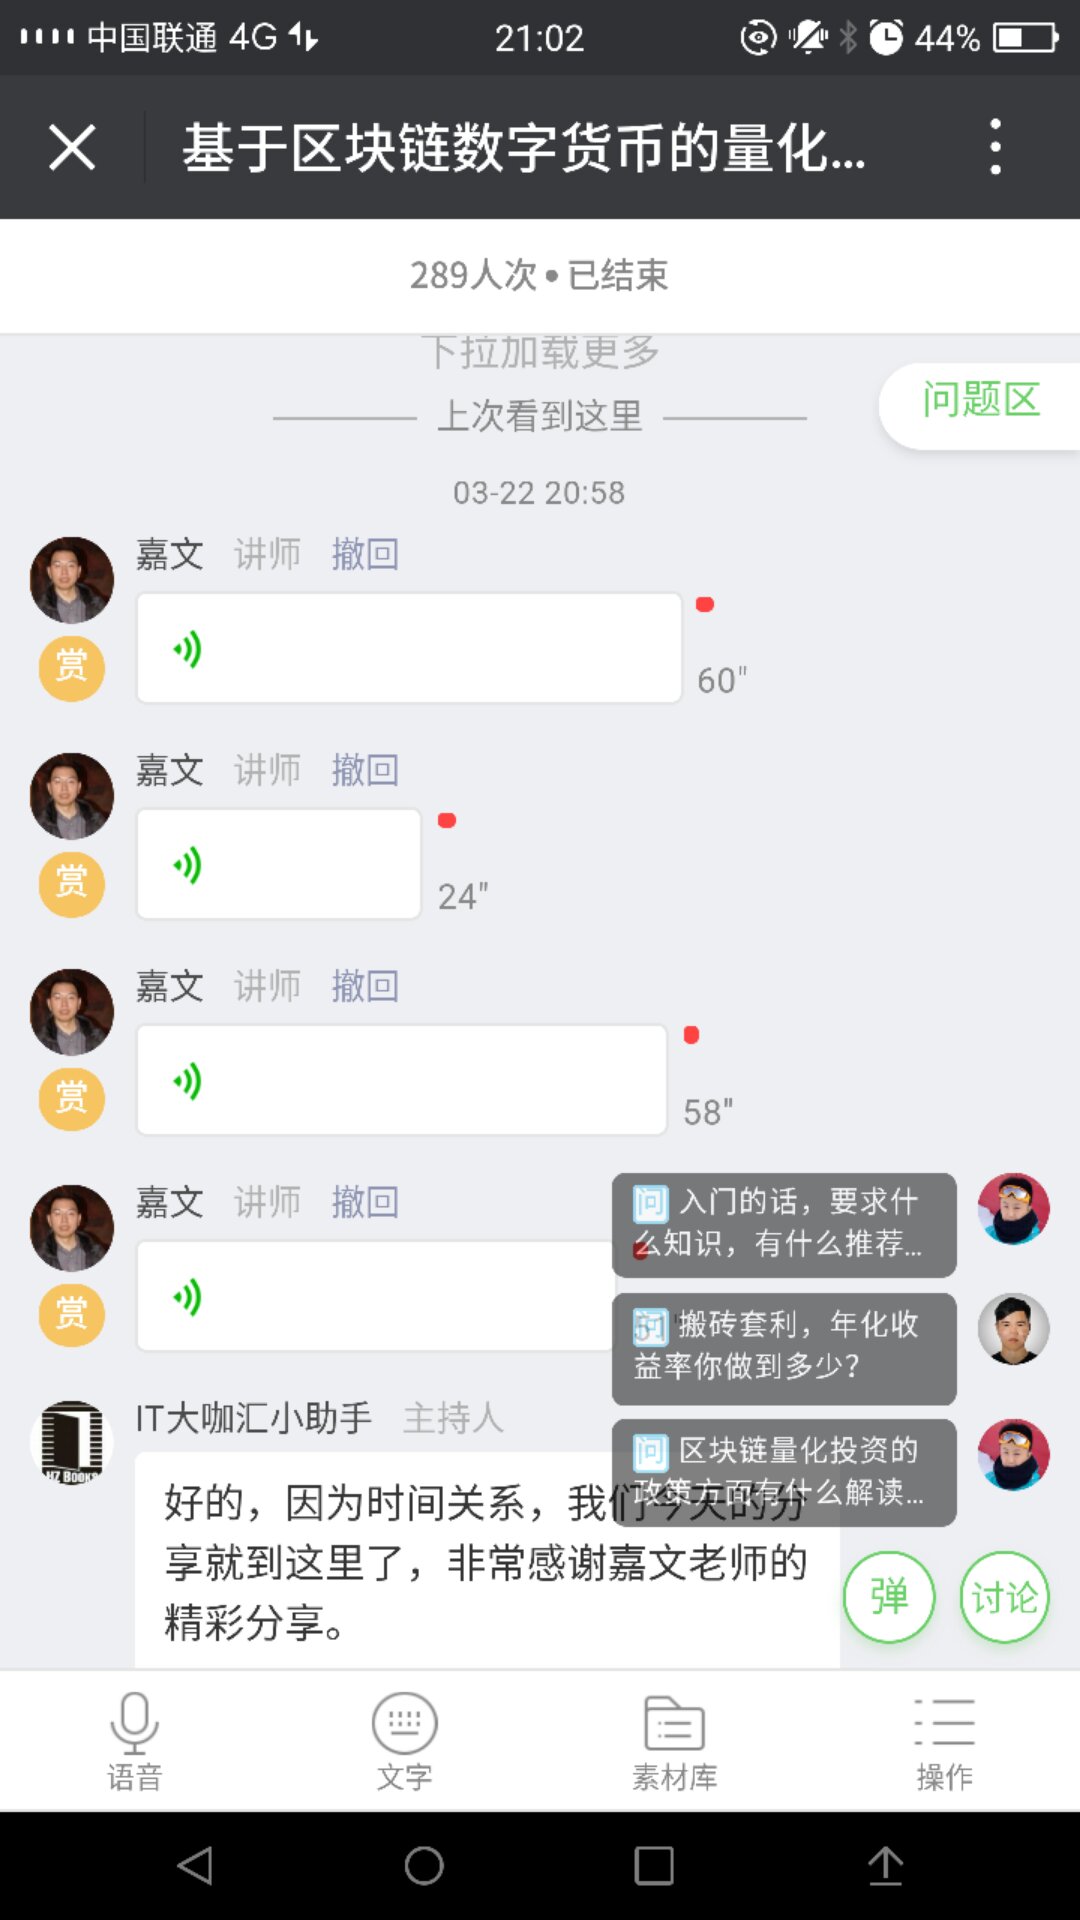 中国联通 4G 21:02 44%
基于区块链数字货币的量化...
289人次•已结束
下拉加载更多
上次看到这里
问题区
03-22 20:58
嘉文 讲师 撤回
60"
赏
嘉文 讲师 撤回
24"
赏
嘉文 讲师 撤回
58"
赏
嘉文 讲师 撤回
赏
问 入门的话，要求什
么知识，有什么推荐...
问 搬砖套利，年化收
益率你做到多少？
问 区块链量化投资的
政策方面有什么解读...
IT大咖汇小助手 主持人
HZ Books
好的，因为时间关系，我们今天的分
享就到这里了，非常感谢嘉文老师的
精彩分享。
弹 讨论
语音 文字 素材库 操作